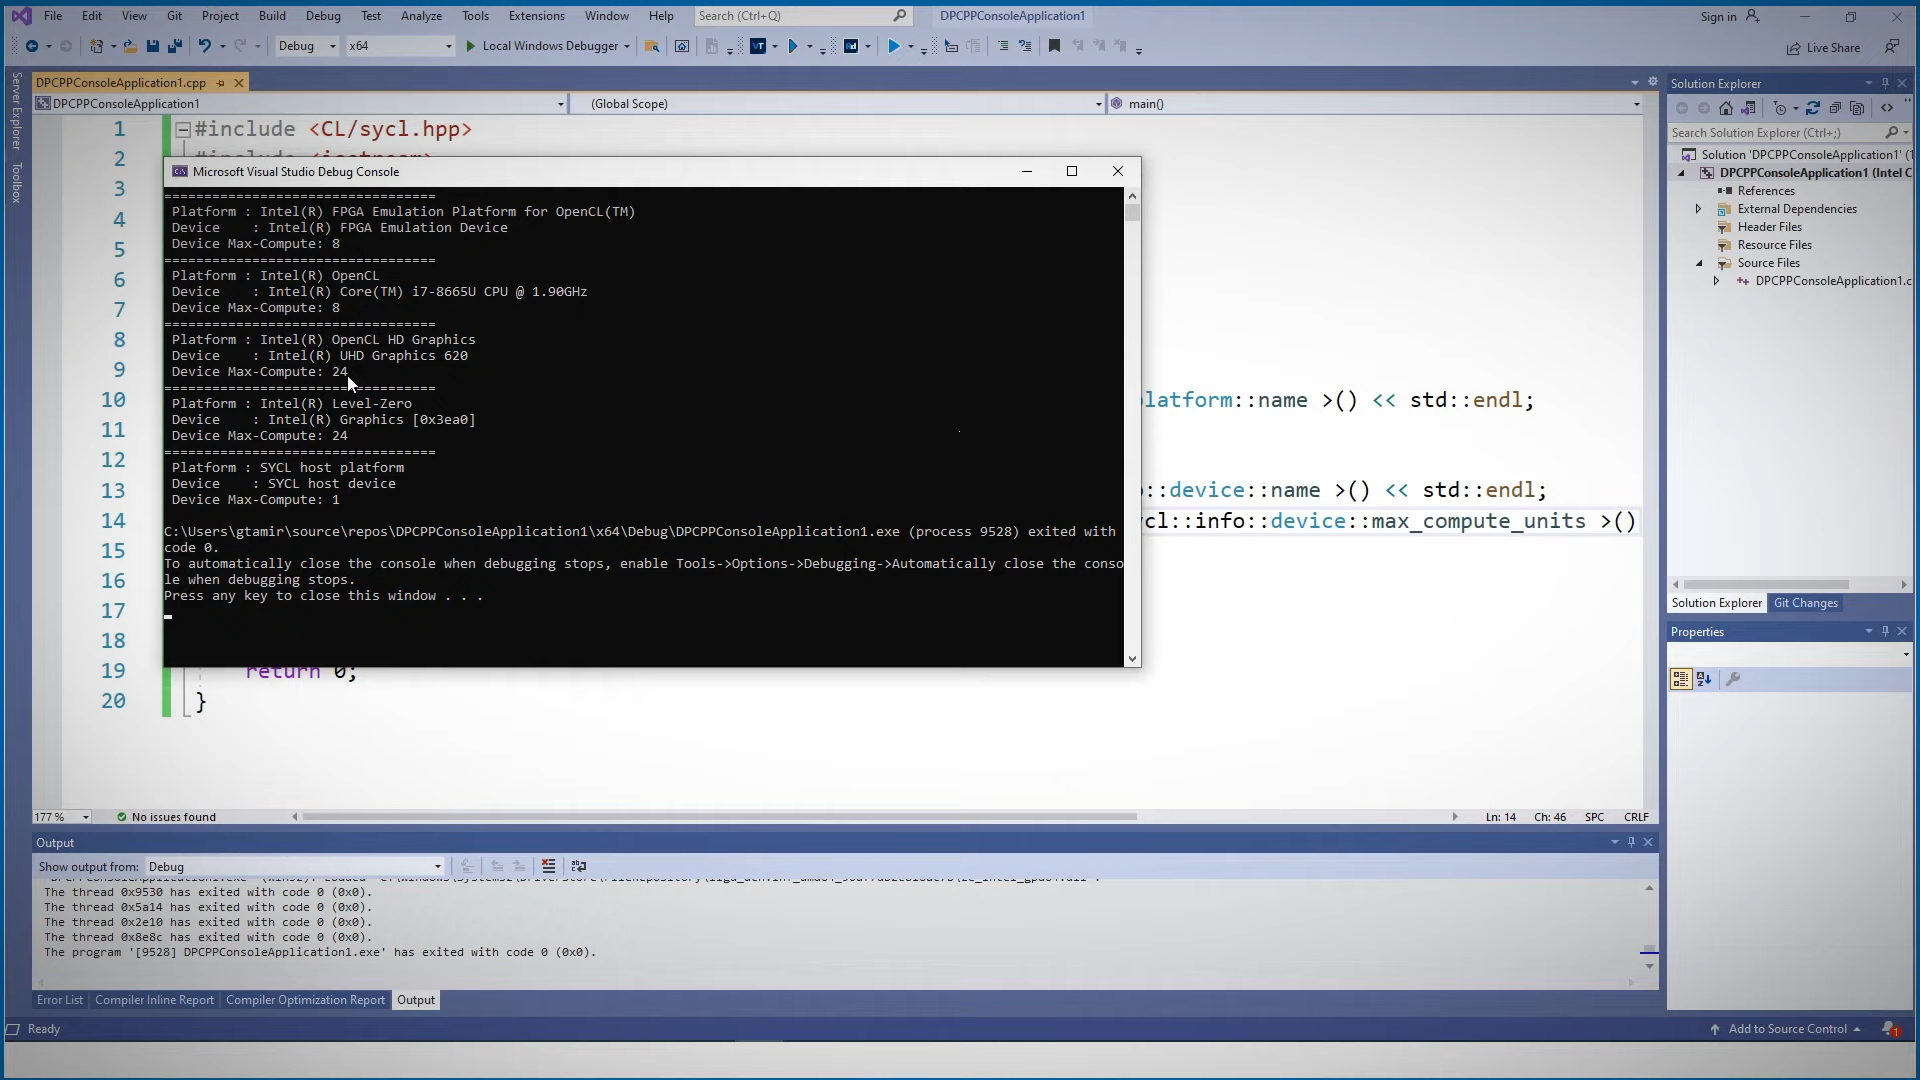 File Edit View Git Project Build Debug Test Analyze Tools Extensions Window Help Search (Ctrl+Q) DPCPPConsoleApplication1 Sign in
Debug x64 Local Windows Debugger Live Share
Server Explorer
Toolbox
DPCPPConsoleApplication1.cpp
DPCPPConsoleApplication1 (Global Scope) main()
1 #include <CL/sycl.hpp>
2
3
4
5
6
7
8
9
10 latform::name >() << std::endl;
11
12
13 ::device::name >() << std::endl;
14 cl::info::device::max_compute_units >()
15
16
17
18
19 return 0;
20 }
Microsoft Visual Studio Debug Console
==================================
Platform : Intel(R) FPGA Emulation Platform for OpenCL(TM)
Device : Intel(R) FPGA Emulation Device
Device Max-Compute: 8
==================================
Platform : Intel(R) OpenCL
Device : Intel(R) Core(TM) i7-8665U CPU @ 1.90GHz
Device Max-Compute: 8
==================================
Platform : Intel(R) OpenCL HD Graphics
Device : Intel(R) UHD Graphics 620
Device Max-Compute: 24
==================================
Platform : Intel(R) Level-Zero
Device : Intel(R) Graphics [0x3ea0]
Device Max-Compute: 24
==================================
Platform : SYCL host platform
Device : SYCL host device
Device Max-Compute: 1
C:\Users\gtamir\source\repos\DPCPPConsoleApplication1\x64\Debug\DPCPPConsoleApplication1.exe (process 9528) exited with
code 0.
To automatically close the console when debugging stops, enable Tools->Options->Debugging->Automatically close the conso
le when debugging stops.
Press any key to close this window . . .
177 % No issues found Ln: 14 Ch: 46 SPC CRLF
Output
Show output from: Debug
The thread 0x9530 has exited with code 0 (0x0).
The thread 0x5a14 has exited with code 0 (0x0).
The thread 0x2e10 has exited with code 0 (0x0).
The thread 0x8e8c has exited with code 0 (0x0).
The program '[9528] DPCPPConsoleApplication1.exe' has exited with code 0 (0x0).
Error List Compiler Inline Report Compiler Optimization Report Output
Solution Explorer
Search Solution Explorer (Ctrl+;)
Solution 'DPCPPConsoleApplication1' (1
DPCPPConsoleApplication1 (Intel C
References
External Dependencies
Header Files
Resource Files
Source Files
DPCPPConsoleApplication1.c
Solution Explorer Git Changes
Properties
Ready Add to Source Control 1